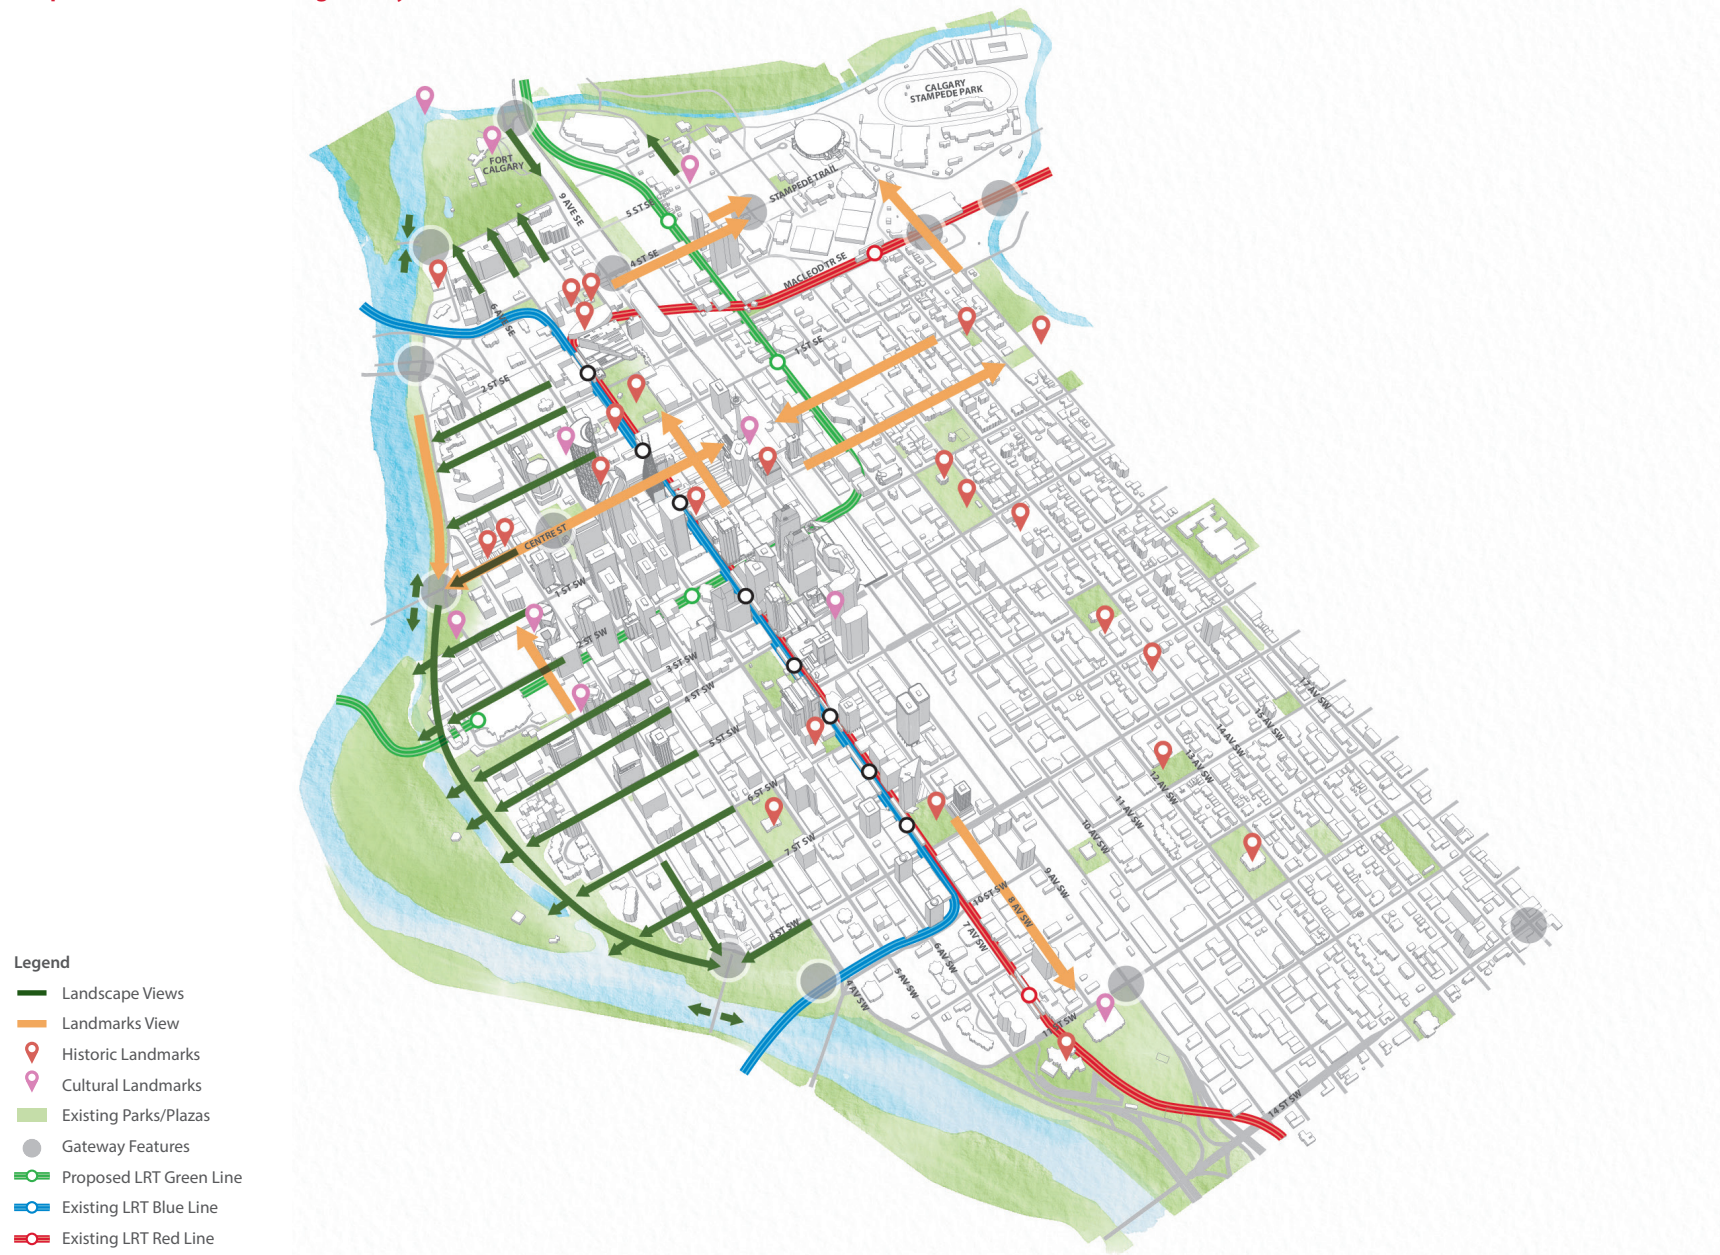 CALGARY
STAMPEDE PARK
FORT
CALGARY
STAMPEDE TRAIL
9 AVE SE
5 ST SE
4 ST SE
MACLEOD TR SE
6 AVE SE
1 ST SE
2 ST SE
CENTRE ST
1 ST SW
2 ST SW
3 ST SW
4 ST SW
5 ST SW
6 ST SW
7 ST SW
8 ST SW
17 AV SW
15 AV SW
14 AV SW
13 AV SW
12 AV SW
11 AV SW
10 AV SW
9 AV SW
10 ST SW
8 AV SW
7 AV SW
6 AV SW
5 AV SW
4 AV SW
11 ST SW
14 ST SW
Legend
Landscape Views
Landmarks View
Historic Landmarks
Cultural Landmarks
Existing Parks/Plazas
Gateway Features
Proposed LRT Green Line
Existing LRT Blue Line
Existing LRT Red Line